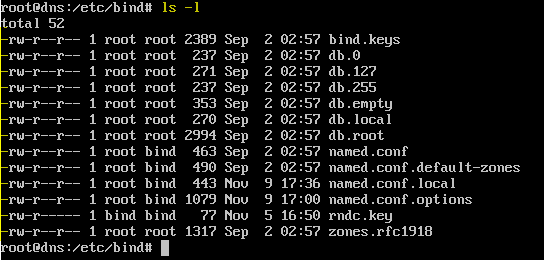 root@dns:/etc/bind# ls -l
total 52
-rw-r--r-- 1 root root 2389 Sep  2 02:57 bind.keys
-rw-r--r-- 1 root root  237 Sep  2 02:57 db.0
-rw-r--r-- 1 root root  271 Sep  2 02:57 db.127
-rw-r--r-- 1 root root  237 Sep  2 02:57 db.255
-rw-r--r-- 1 root root  353 Sep  2 02:57 db.empty
-rw-r--r-- 1 root root  270 Sep  2 02:57 db.local
-rw-r--r-- 1 root root 2994 Sep  2 02:57 db.root
-rw-r--r-- 1 root bind  463 Sep  2 02:57 named.conf
-rw-r--r-- 1 root bind  490 Sep  2 02:57 named.conf.default-zones
-rw-r--r-- 1 root bind  443 Nov  9 17:36 named.conf.local
-rw-r--r-- 1 root bind 1079 Nov  9 17:00 named.conf.options
-rw-r----- 1 bind bind   77 Nov  5 16:50 rndc.key
-rw-r--r-- 1 root root 1317 Sep  2 02:57 zones.rfc1918
root@dns:/etc/bind#